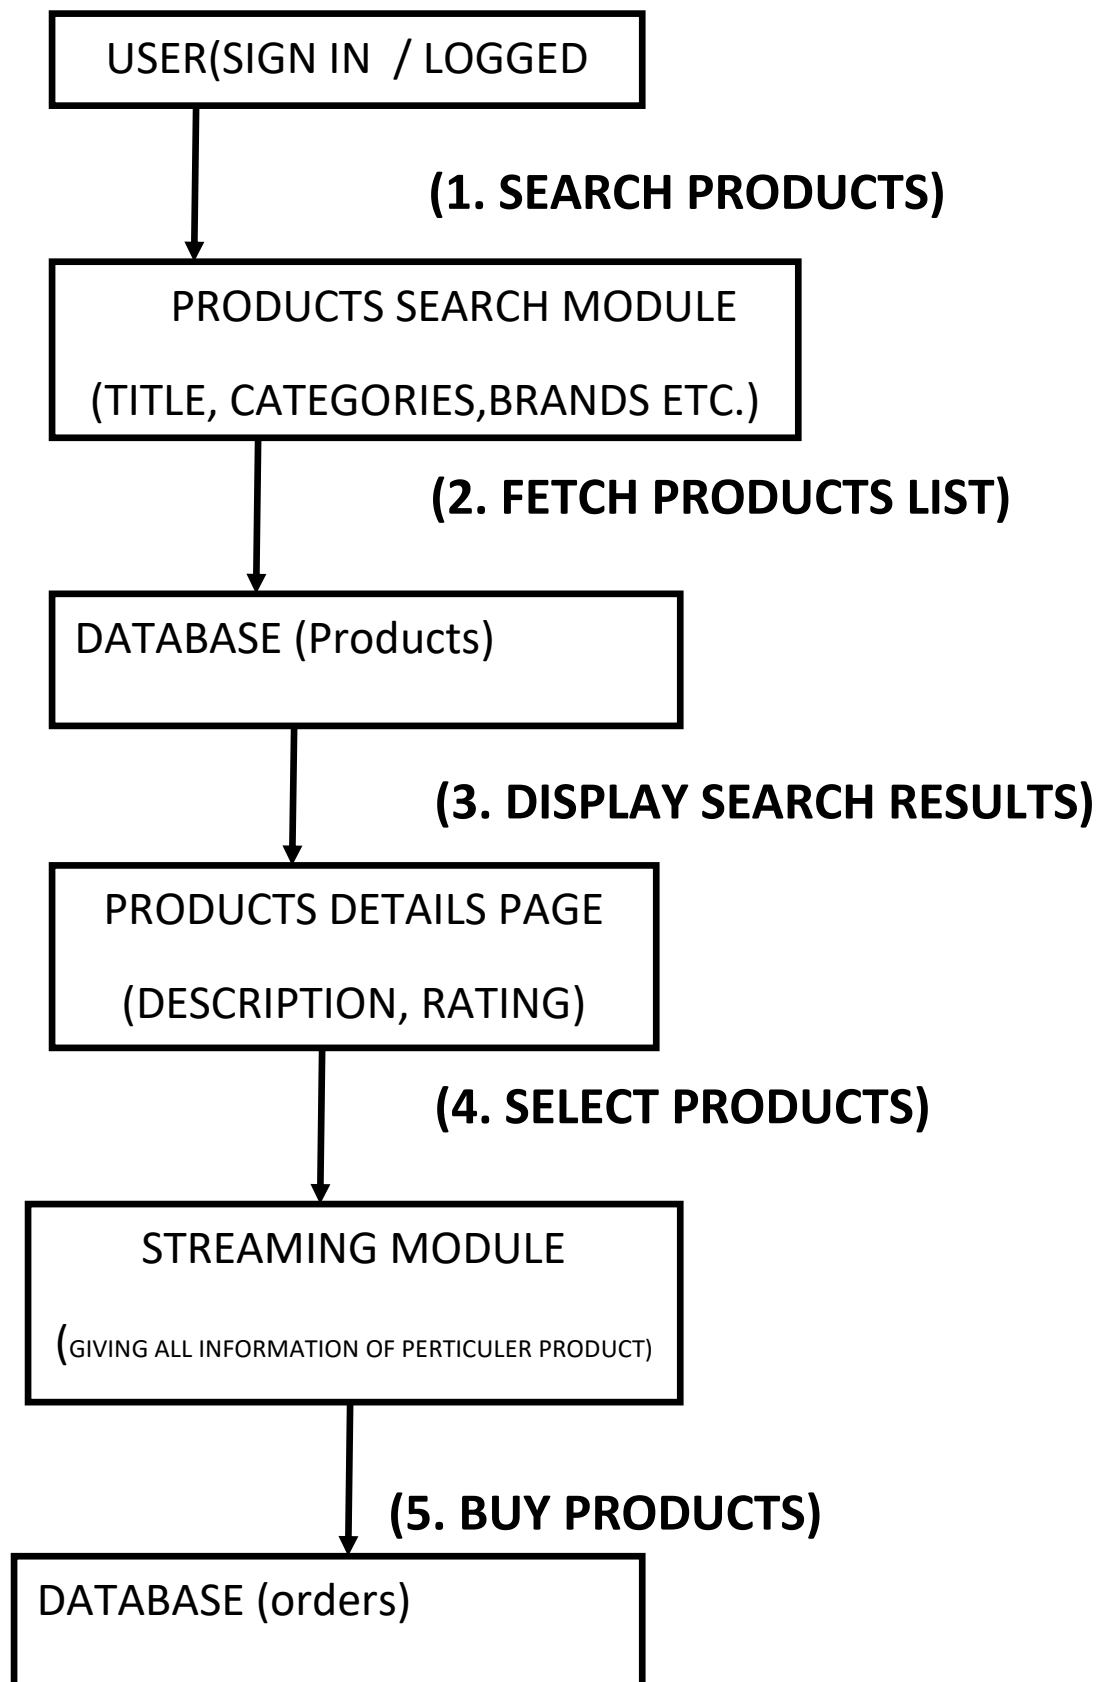 USER(SIGN IN  / LOGGED
(1. SEARCH PRODUCTS)
PRODUCTS SEARCH MODULE
(TITLE, CATEGORIES,BRANDS ETC.)
(2. FETCH PRODUCTS LIST)
DATABASE (Products)
(3. DISPLAY SEARCH RESULTS)
PRODUCTS DETAILS PAGE
(DESCRIPTION, RATING)
(4. SELECT PRODUCTS)
STREAMING MODULE
(GIVING ALL INFORMATION OF PERTICULER PRODUCT)
(5. BUY PRODUCTS)
DATABASE (orders)